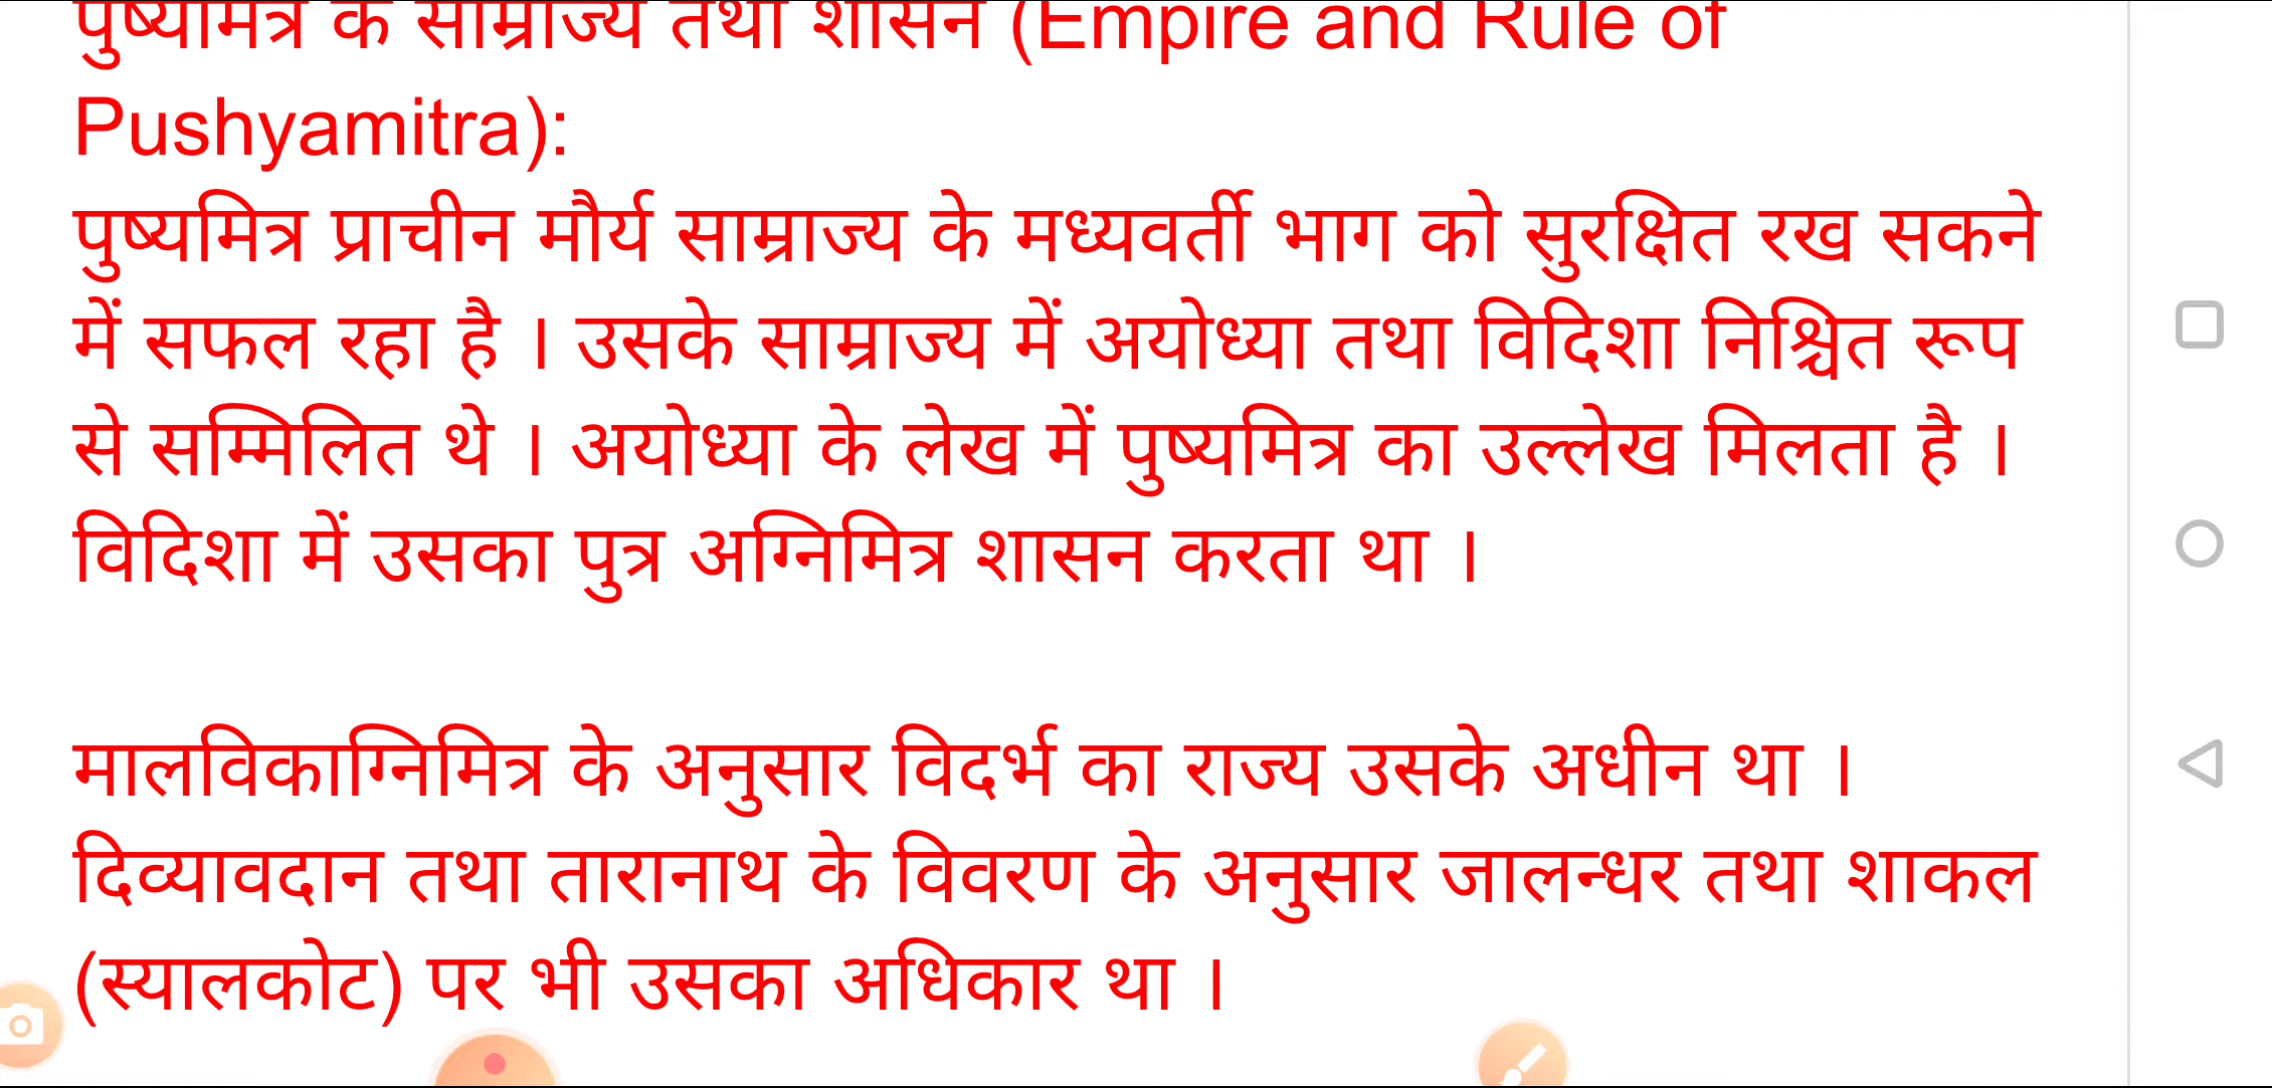 पुष्यमित्र के साम्राज्य तथा शासन (Empire and Rule of
Pushyamitra):
पुष्यमित्र प्राचीन मौर्य साम्राज्य के मध्यवर्ती भाग को सुरक्षित रख सकने
में सफल रहा है । उसके साम्राज्य में अयोध्या तथा विदिशा निश्चित रूप
से सम्मिलित थे । अयोध्या के लेख में पुष्यमित्र का उल्लेख मिलता है ।
विदिशा में उसका पुत्र अग्निमित्र शासन करता था ।
मालविकाग्निमित्र के अनुसार विदर्भ का राज्य उसके अधीन था ।
दिव्यावदान तथा तारानाथ के विवरण के अनुसार जालन्धर तथा शाकल
(स्यालकोट) पर भी उसका अधिकार था ।